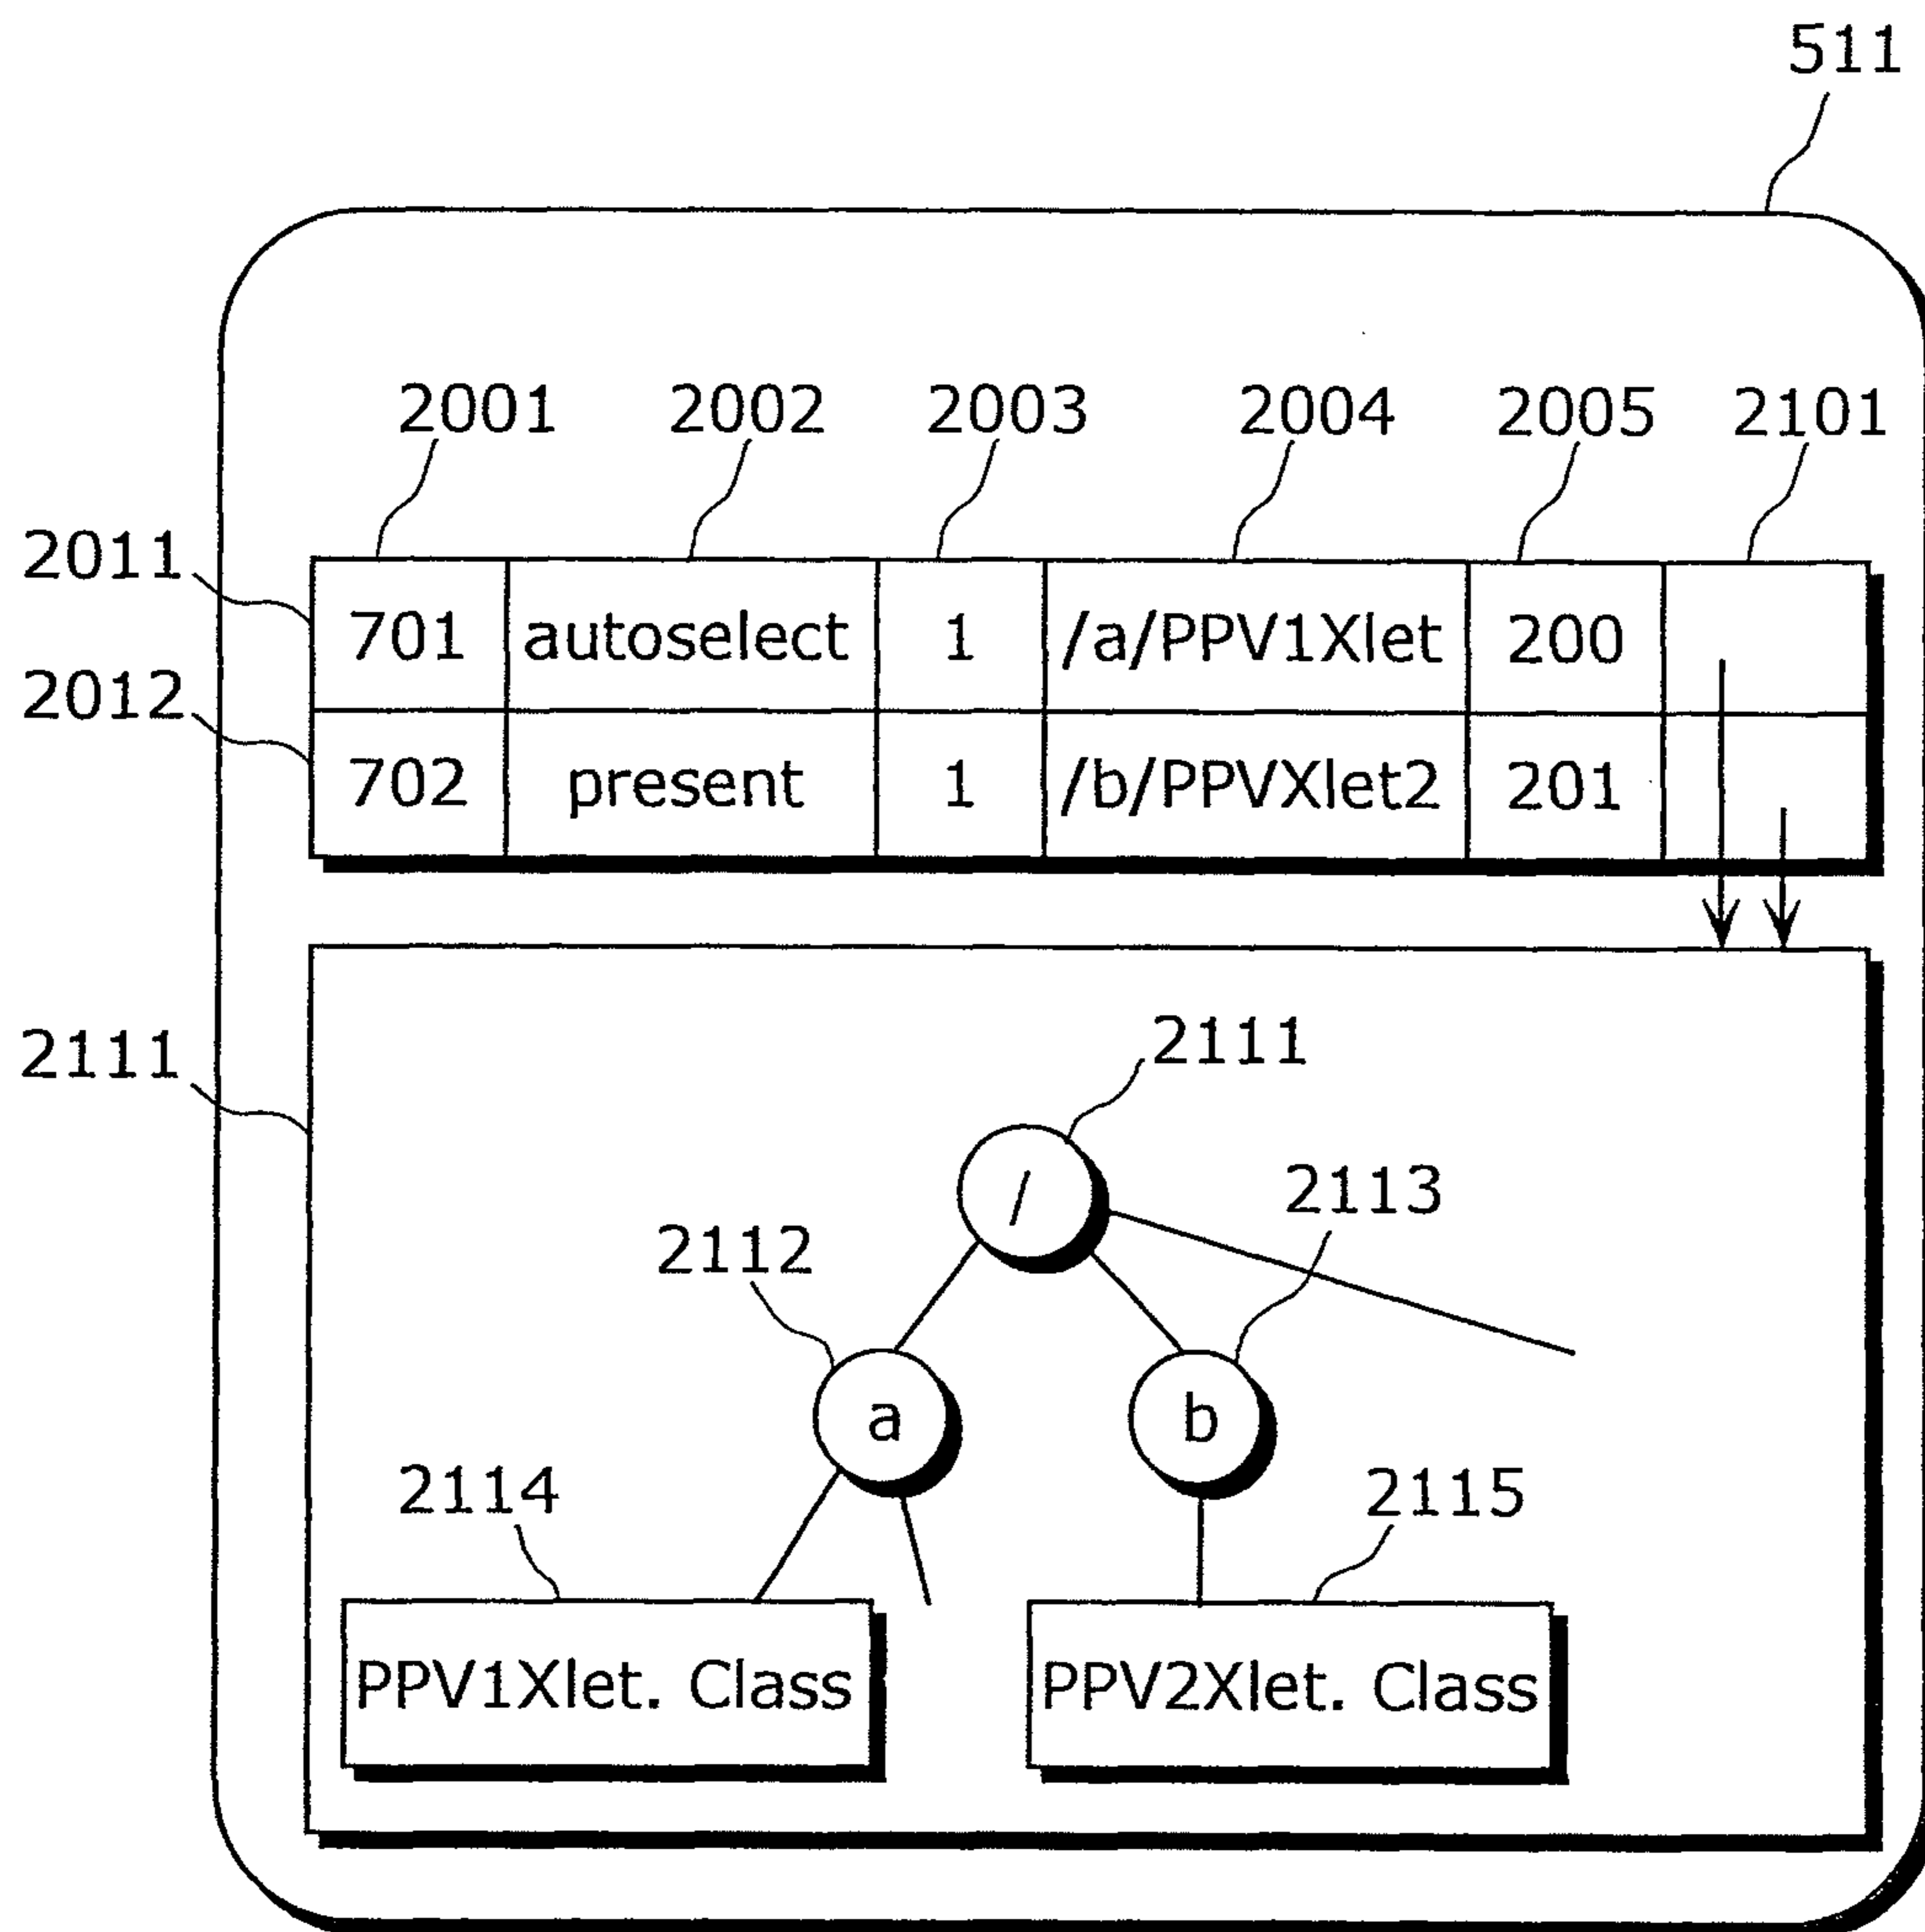 511
2001 2002 2003 2004 2005 2101
2011
701 autoselect 1 /a/PPV1Xlet 200
2012
702 present 1 /b/PPVXlet2 201
2111
2111
2113
2112
/
a b
2114 2115
PPV1Xlet. Class PPV2Xlet. Class